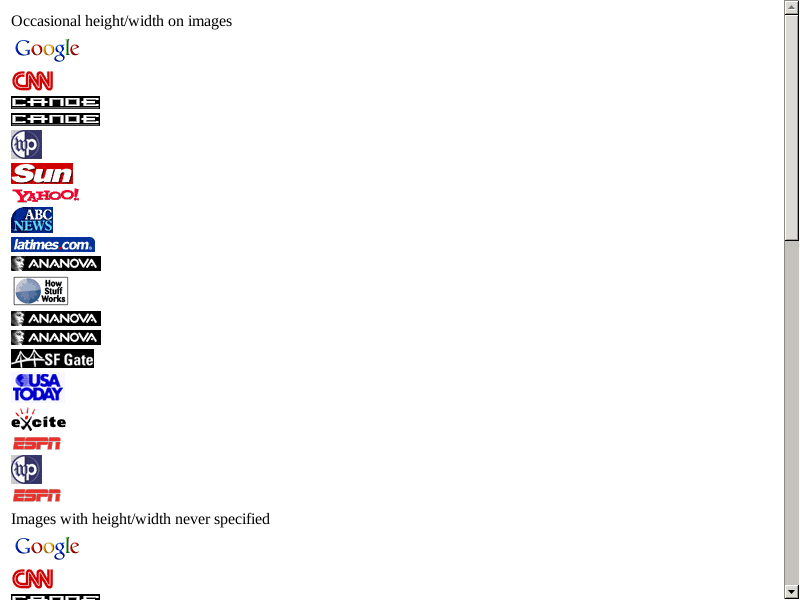 Occasional height/width on images
Google
CNN
CANOE
CANOE
wp
Sun
YAHOO!
ABC
NEWS
latimes.com
ANANOVA
How
Stuff
Works
ANANOVA
ANANOVA
SF Gate
USA
TODAY
excite
ESPN
wp
ESPN
Images with height/width never specified
Google
CNN
CANOE